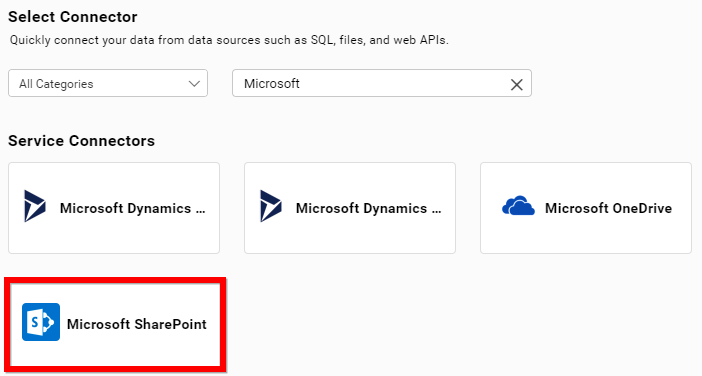 Select Connector
Quickly connect your data from data sources such as SQL, files, and web APIs.
All Categories
Microsoft
Service Connectors
Microsoft Dynamics ...
Microsoft Dynamics ...
Microsoft OneDrive
S
Microsoft SharePoint